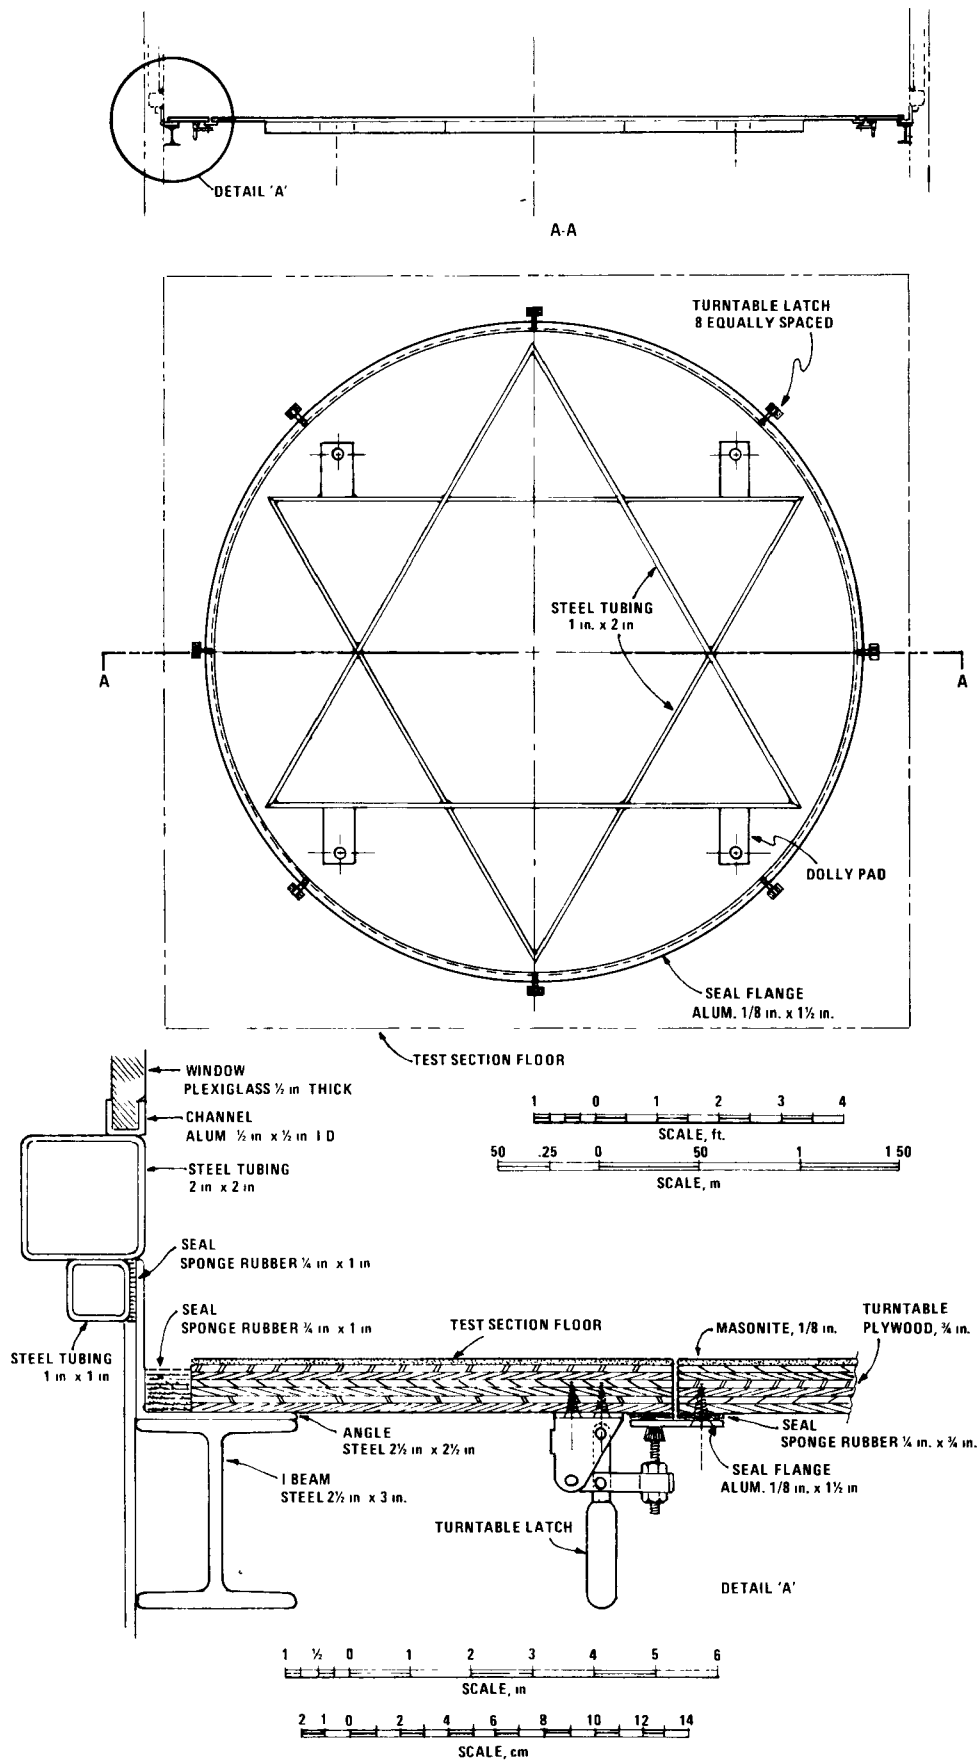 DETAIL 'A'
A-A
TURNTABLE LATCH
8 EQUALLY SPACED
STEEL TUBING
1 in. x 2 in
A
A
DOLLY PAD
SEAL FLANGE
ALUM. 1/8 in. x 1½ in.
TEST SECTION FLOOR
WINDOW
PLEXIGLASS ½ in THICK
CHANNEL
ALUM ½ in x ½ in I D
STEEL TUBING
2 in x 2 in
1 0 1 2 3 4
SCALE, ft.
50 .25 0 50 1 1 50
SCALE, m
SEAL
SPONGE RUBBER ¼ in x 1 in
SEAL
SPONGE RUBBER ¾ in x 1 in
STEEL TUBING
1 in x 1 in
TEST SECTION FLOOR
MASONITE, 1/8 in.
TURNTABLE
PLYWOOD, ¾ in.
ANGLE
STEEL 2½ in x 2½ in
I BEAM
STEEL 2½ in x 3 in.
SEAL
SPONGE RUBBER ¼ in. x ¾ in.
SEAL FLANGE
ALUM. 1/8 in. x 1½ in
TURNTABLE LATCH
DETAIL 'A'
1 ½ 0 1 2 3 4 5 6
SCALE, in
2 1 0 2 4 6 8 10 12 14
SCALE, cm